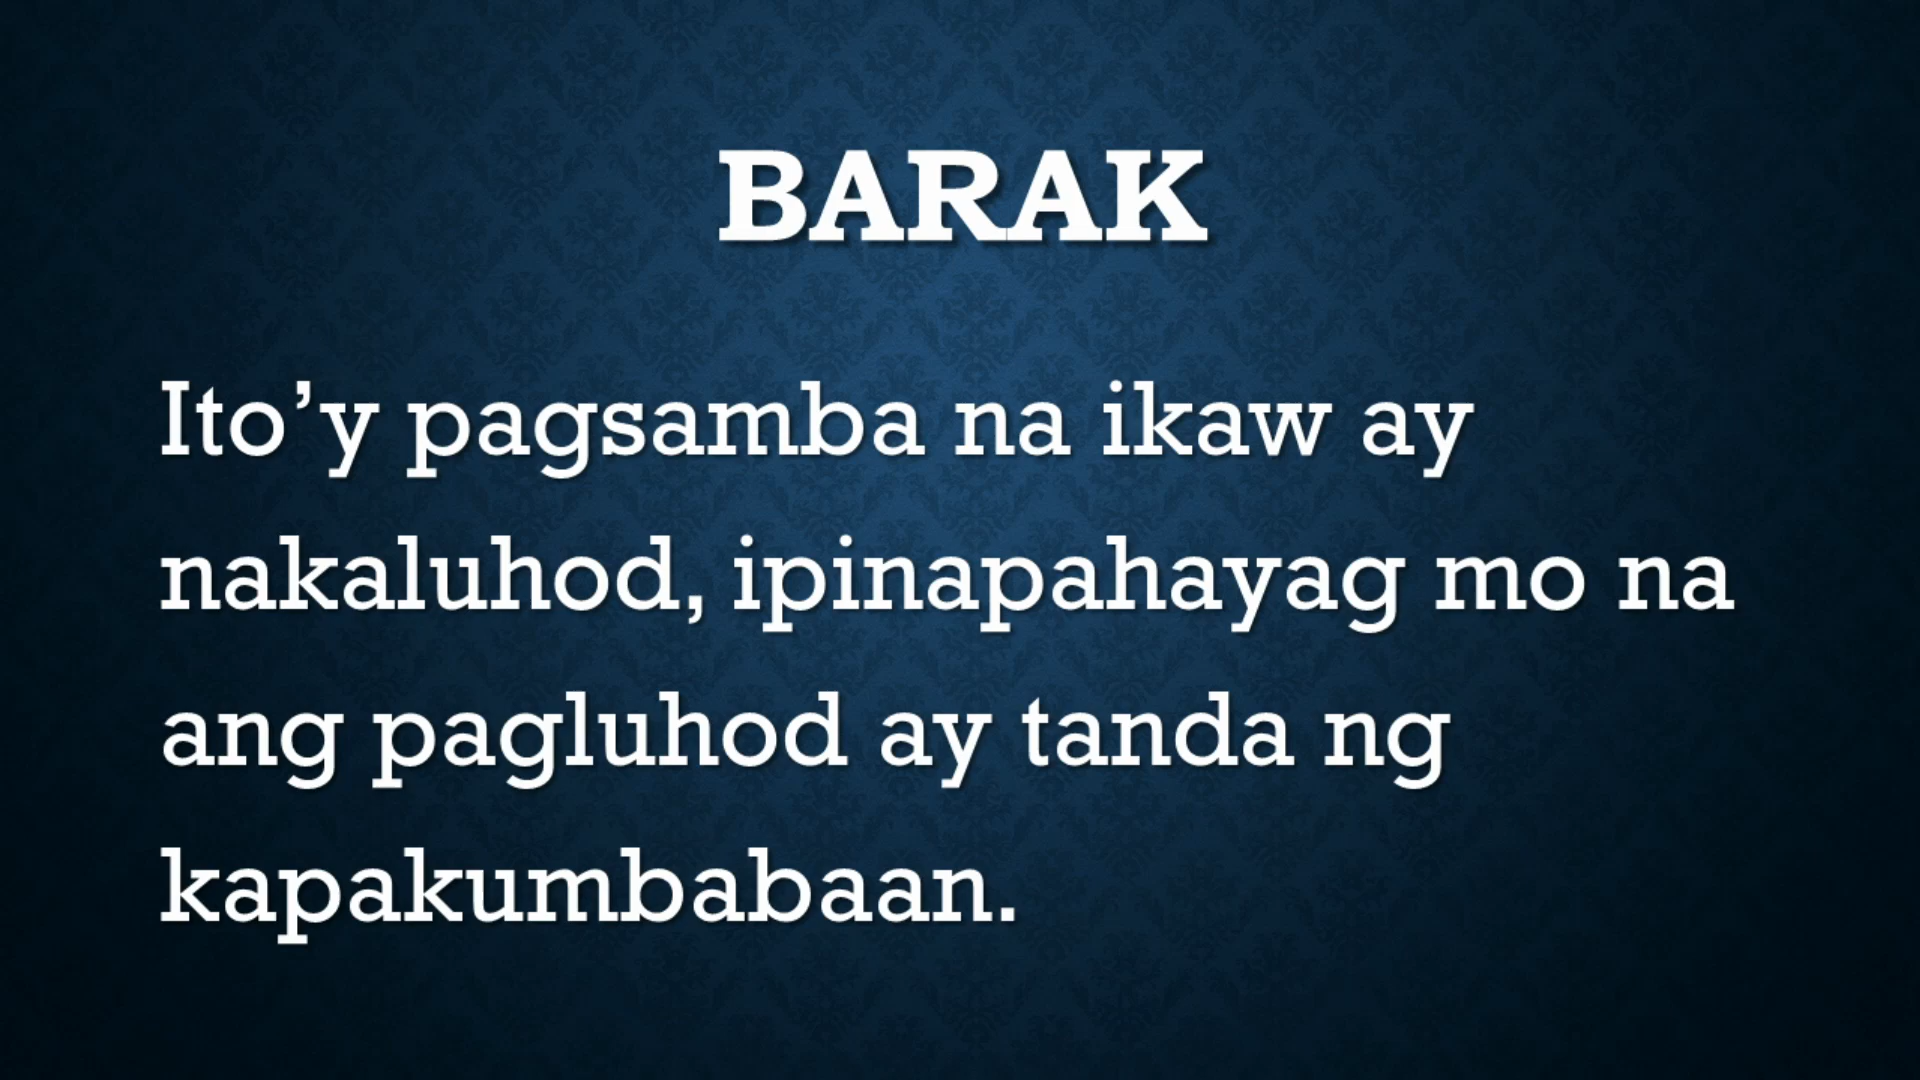 BARAK
Ito’y pagsamba na ikaw ay
nakaluhod, ipinapahayag mo na
ang pagluhod ay tanda ng
kapakumbabaan.